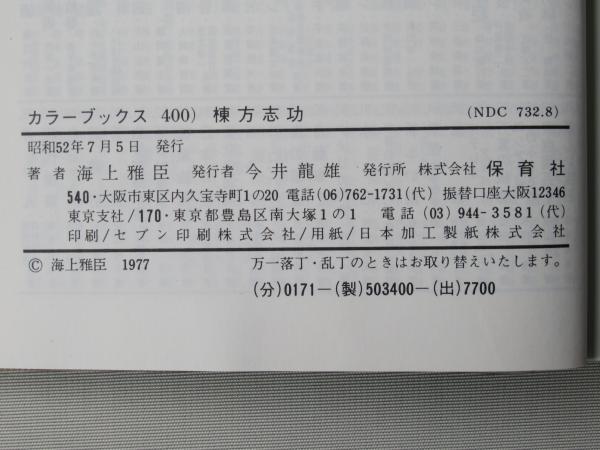 カラーブックス 400) 棟方志功 (NDC 732.8)
昭和52年7月5日 発行
著者 海上雅臣 発行者 今井龍雄 発行所 株式会社 保育社
540・大阪市東区内久宝寺町1の20 電話(06)762-1731(代) 振替口座大阪12346
東京支社/170・東京都豊島区南大塚1の1 電話(03)944-3581(代)
印刷/セブン印刷株式会社/用紙/日本加工製紙株式会社
© 海上雅臣 1977 万一落丁・乱丁のときはお取り替えいたします。
(分)0171-(製)503400-(出)7700